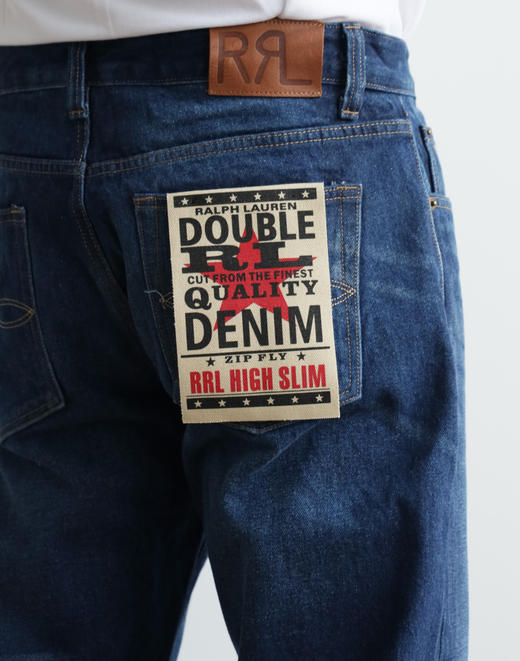 RRL
RALPH LAUREN
DOUBLE
RL
CUT FROM THE FINEST
QUALITY
DENIM
ZIP FLY
RRL HIGH SLIM